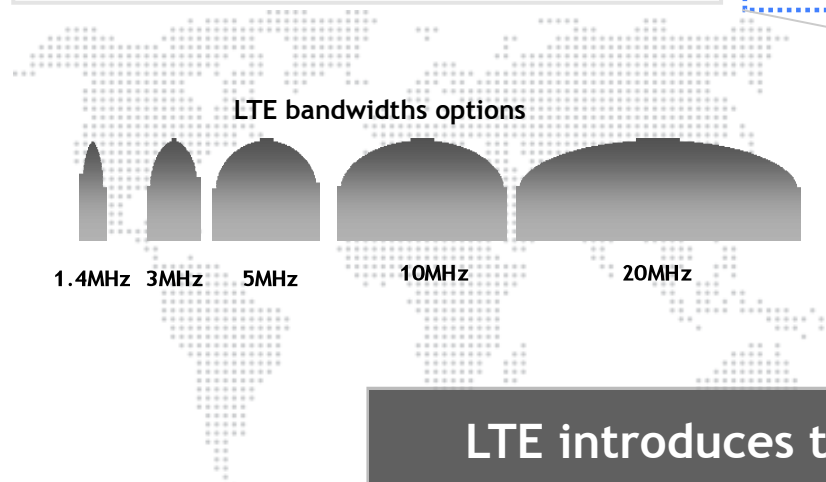 LTE bandwidths options
1.4MHz 3MHz 5MHz 10MHz 20MHz
LTE introduces t